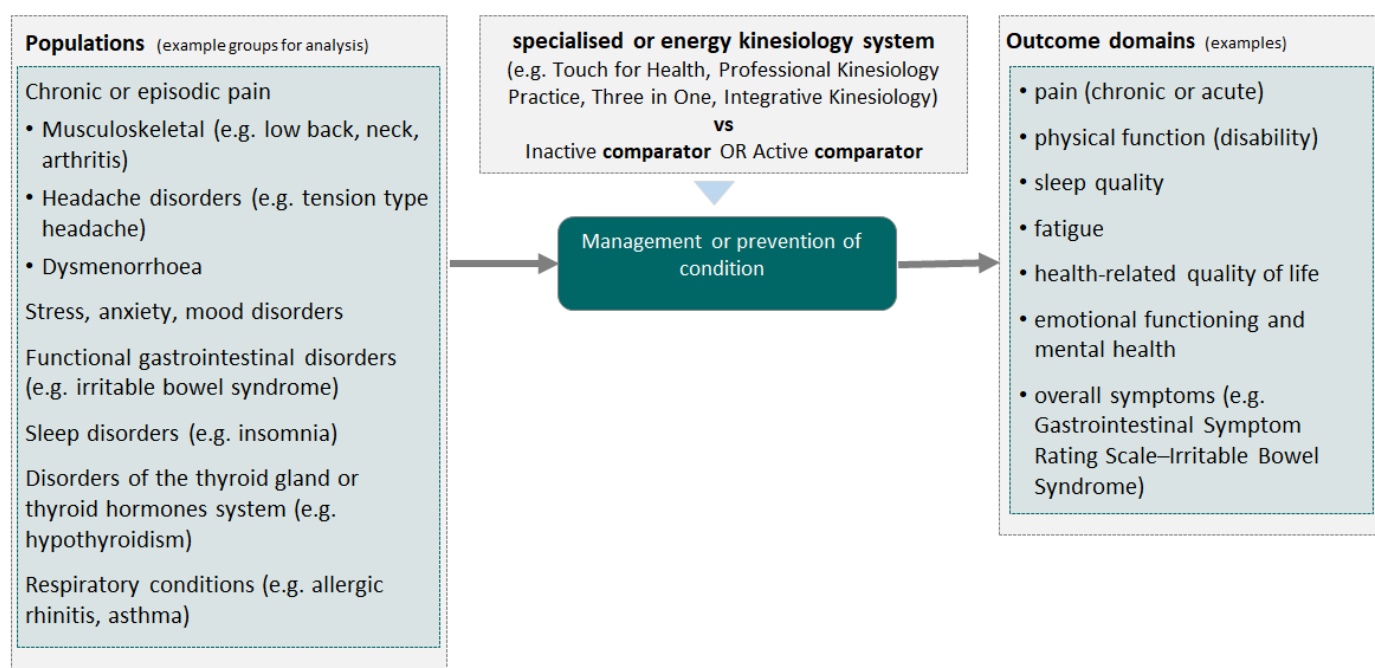 Populations (example groups for analysis)
Chronic or episodic pain
• Musculoskeletal (e.g. low back, neck,
arthritis)
• Headache disorders (e.g. tension type
headache)
• Dysmenorrhoea
Stress, anxiety, mood disorders
Functional gastrointestinal disorders
(e.g. irritable bowel syndrome)
Sleep disorders (e.g. insomnia)
Disorders of the thyroid gland or
thyroid hormones system (e.g.
hypothyroidism)
Respiratory conditions (e.g. allergic
rhinitis, asthma)
specialised or energy kinesiology system
(e.g. Touch for Health, Professional Kinesiology
Practice, Three in One, Integrative Kinesiology)
vs
Inactive comparator OR Active comparator
Management or prevention of
condition
Outcome domains (examples)
• pain (chronic or acute)
• physical function (disability)
• sleep quality
• fatigue
• health-related quality of life
• emotional functioning and
mental health
• overall symptoms (e.g.
Gastrointestinal Symptom
Rating Scale–Irritable Bowel
Syndrome)